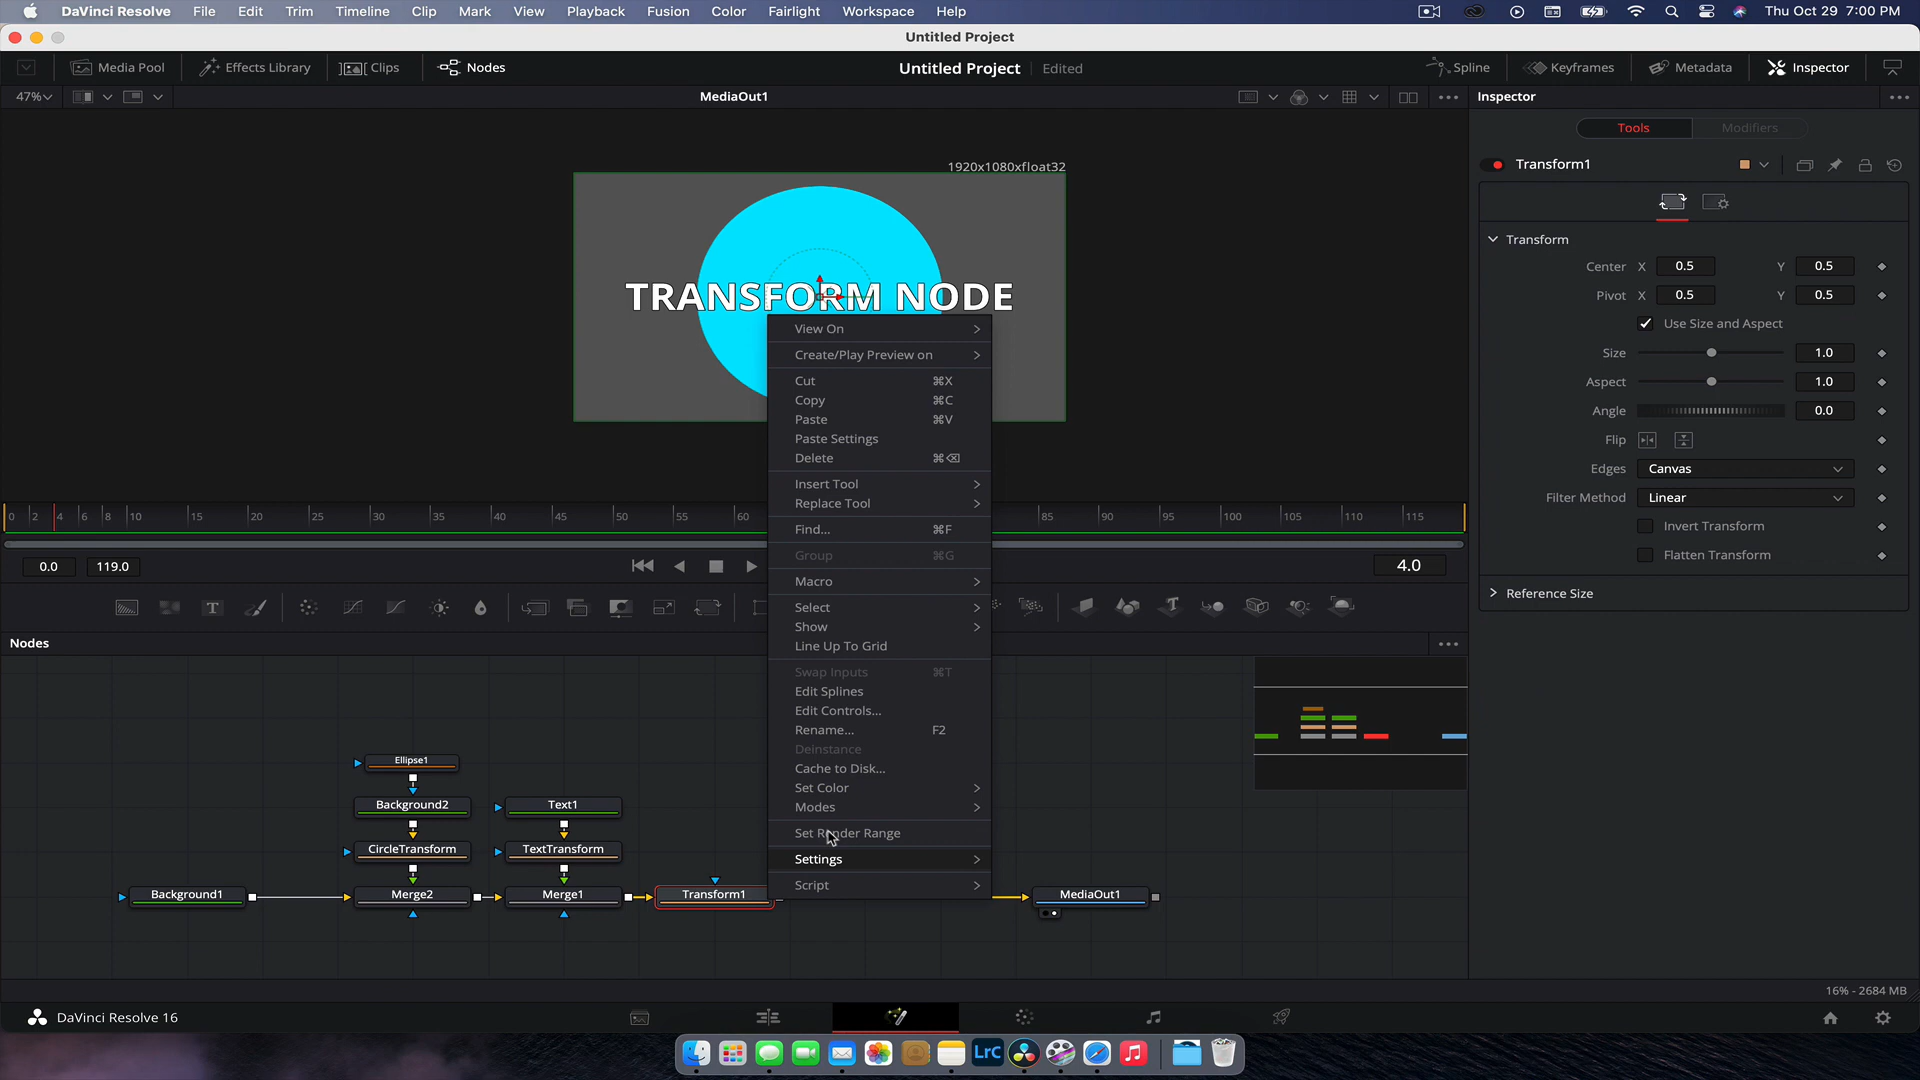 DaVinci Resolve File Edit Trim Timeline Clip Mark View Playback Fusion Color Fairlight Workspace Help Thu Oct 29 7:00 PM
Untitled Project
Media Pool Effects Library Clips Nodes Untitled Project Edited Spline Keyframes Metadata Inspector
47% MediaOut1 Inspector
Tools Modifiers
1920x1080xfloat32
Transform1
TRANSFORM NODE
Transform
Center X 0.5 Y 0.5
Pivot X 0.5 Y 0.5
Use Size and Aspect
Size 1.0
Aspect 1.0
Angle 0.0
Flip
Edges Canvas
Filter Method Linear
Invert Transform
Flatten Transform
Reference Size
View On
Create/Play Preview on
Cut ⌘X
Copy ⌘C
Paste ⌘V
Paste Settings
Delete ⌘⌫
Insert Tool
Replace Tool
Find... ⌘F
Group ⌘G
Macro
Select
Show
Line Up To Grid
Swap Inputs ⌘T
Edit Splines
Edit Controls...
Rename... F2
Deinstance
Cache to Disk...
Set Color
Modes
Set Render Range
Settings
Script
0 2 4 6 8 10 15 20 25 30 35 40 45 50 55 60 85 90 95 100 105 110 115
0.0 119.0 4.0
T T
Nodes
Ellipse1
Background2 Text1
CircleTransform TextTransform
Background1 Merge2 Merge1 Transform1 MediaOut1
16% - 2684 MB
DaVinci Resolve 16
LrC